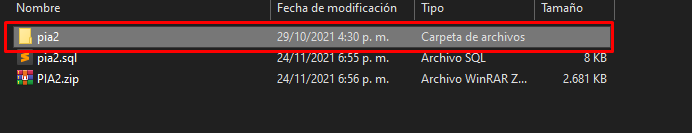 Nombre Fecha de modificación Tipo Tamaño
pia2 29/10/2021 4:30 p. m. Carpeta de archivos
pia2.sql 24/11/2021 6:55 p. m. Archivo SQL 8 KB
PIA2.zip 24/11/2021 6:56 p. m. Archivo WinRAR Z... 2.681 KB